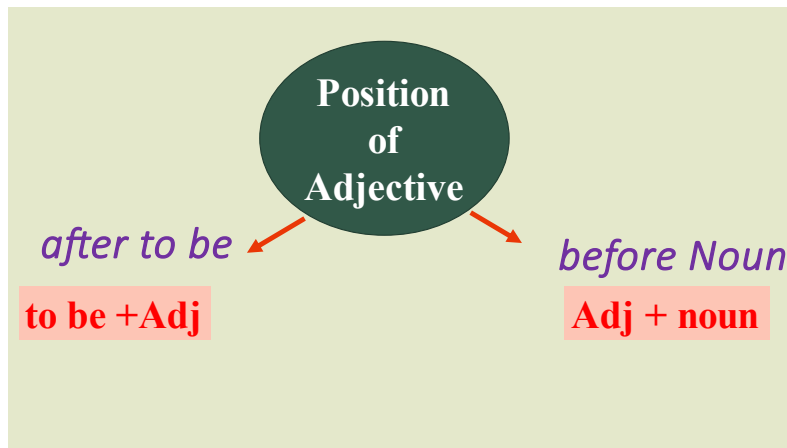 Position
of
Adjective
after to be
to be +Adj
before Noun
Adj + noun